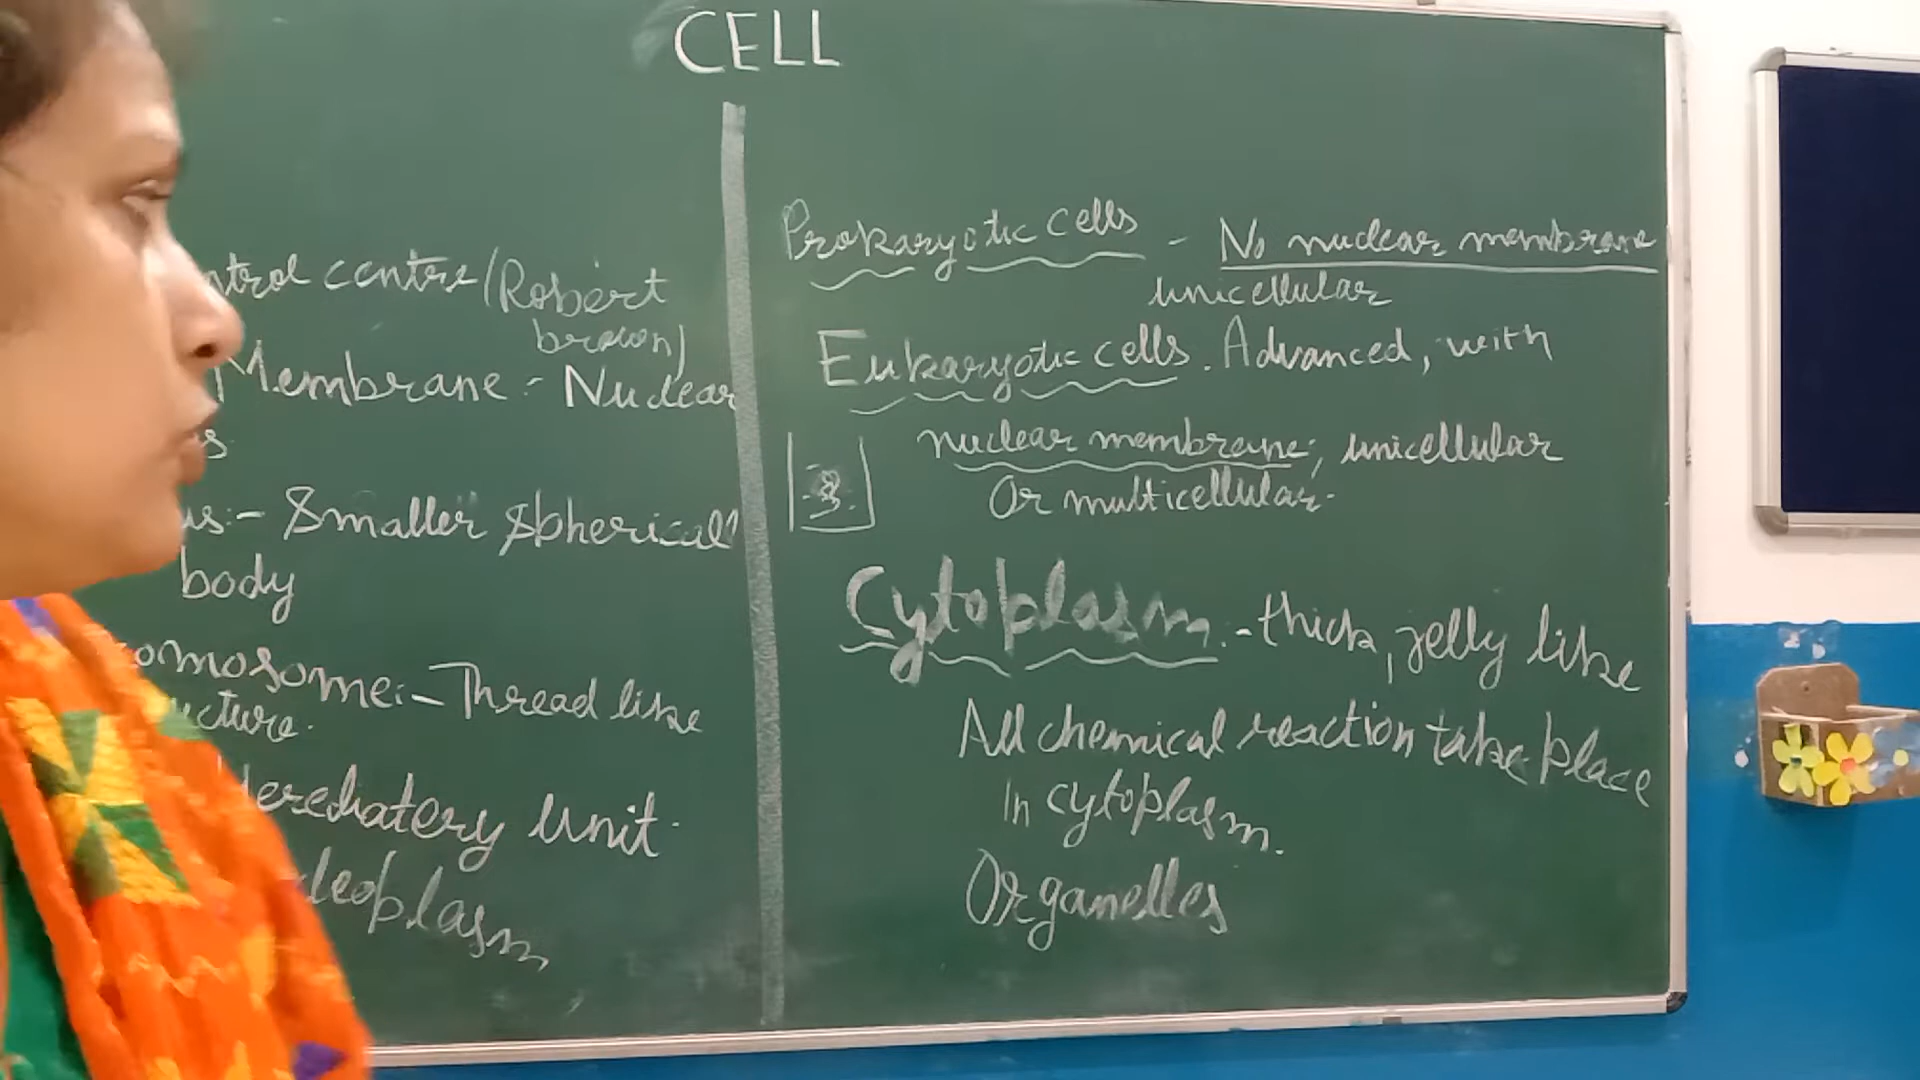 CELL
ntrol centre (Robert
brown)
Membrane:- Nuclear
us:- Smaller spherical
body
omosome:- Thread like
ucture.
Herediatery unit.
cleoplasm
Prokaryotic cells - No nuclear membrane
unicellular
Eukaryotic cells. Advanced, with
nuclear membrane, unicellular
Or multicellular.
Cytoplasm:- thick, jelly like
All chemical reaction take place
In cytoplasm.
Organelles